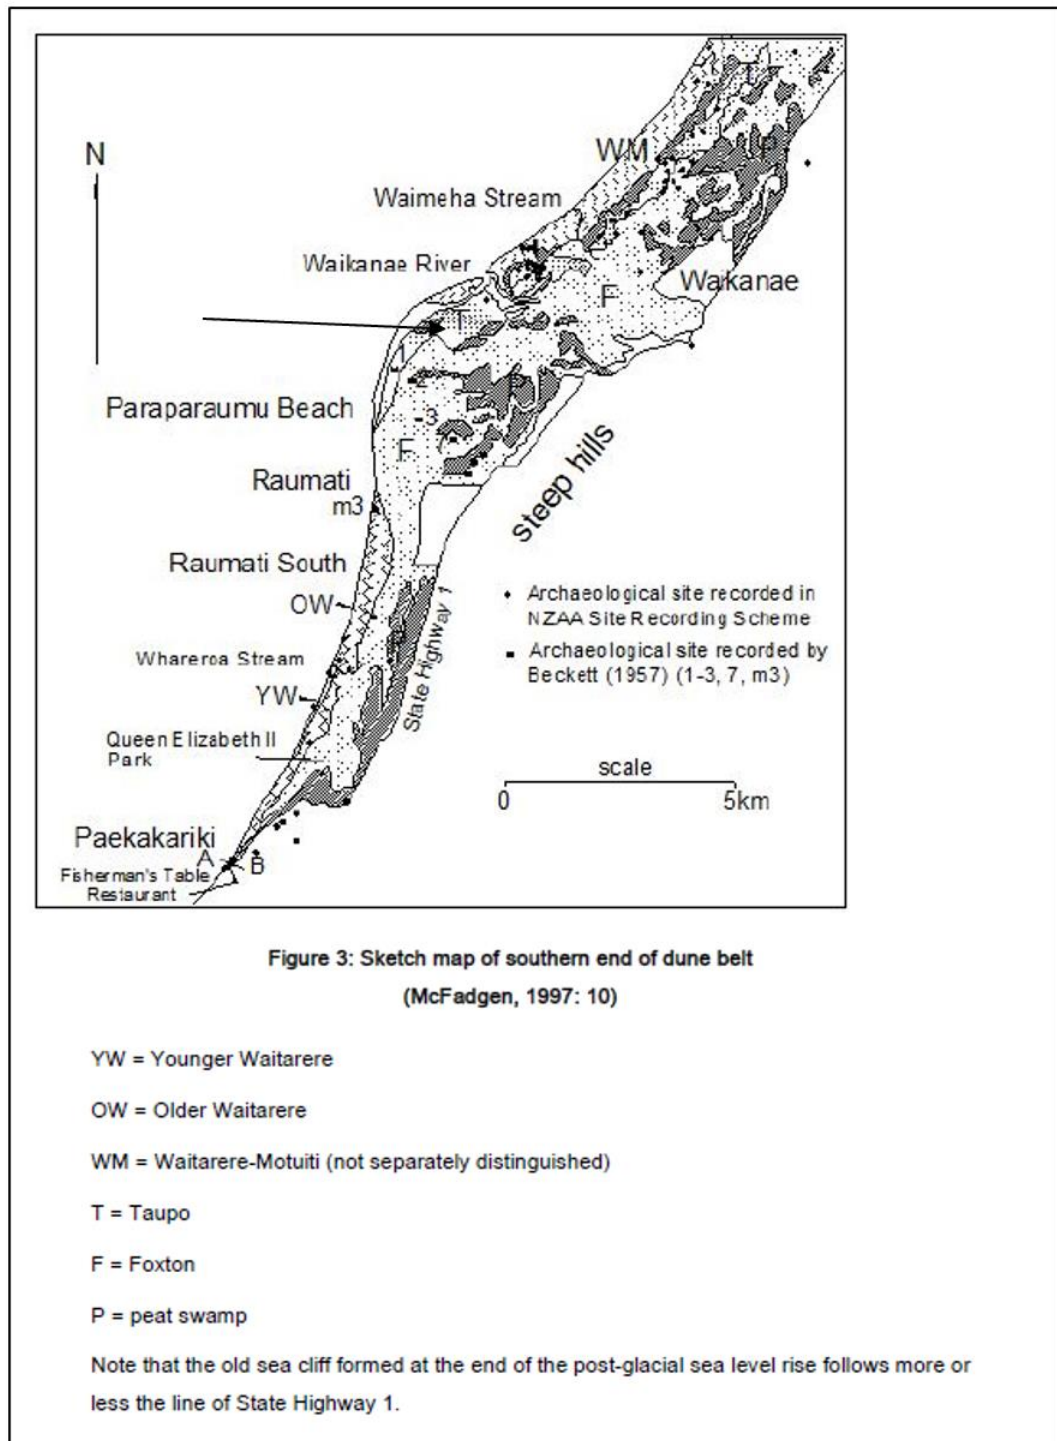 N
T
WM
P
Waimeha Stream
Waikanae River
F
Waikanae
T
1
2
P
Paraparaumu Beach
-3
F
Raumati
m3
steep hills
Raumati South
OW
P
Whareroa Stream
YW
State Highway 1
Queen Elizabeth II
Park
Archaeological site recorded in
NZAA Site Recording Scheme
Archaeological site recorded by
Beckett (1957) (1-3, 7, m3)
scale
0 5km
Paekakariki
A
B
Fisherman's Table
Restaurant
Figure 3: Sketch map of southern end of dune belt
(McFadgen, 1997: 10)
YW = Younger Waitarere
OW = Older Waitarere
WM = Waitarere-Motuiti (not separately distinguished)
T = Taupo
F = Foxton
P = peat swamp
Note that the old sea cliff formed at the end of the post-glacial sea level rise follows more or
less the line of State Highway 1.